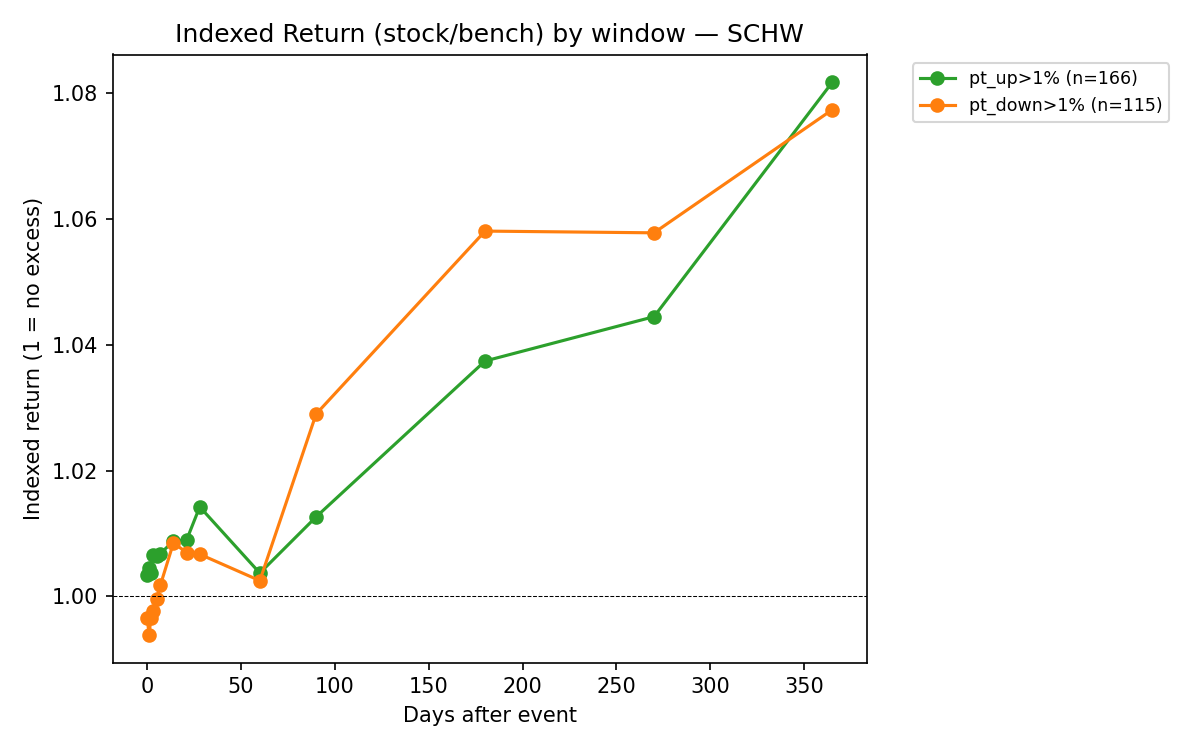 Indexed Return (stock/bench) by window — SCHW
pt_up>1% (n=166)
pt_down>1% (n=115)
Indexed return (1 = no excess)
1.08
1.06
1.04
1.02
1.00
0 50 100 150 200 250 300 350
Days after event